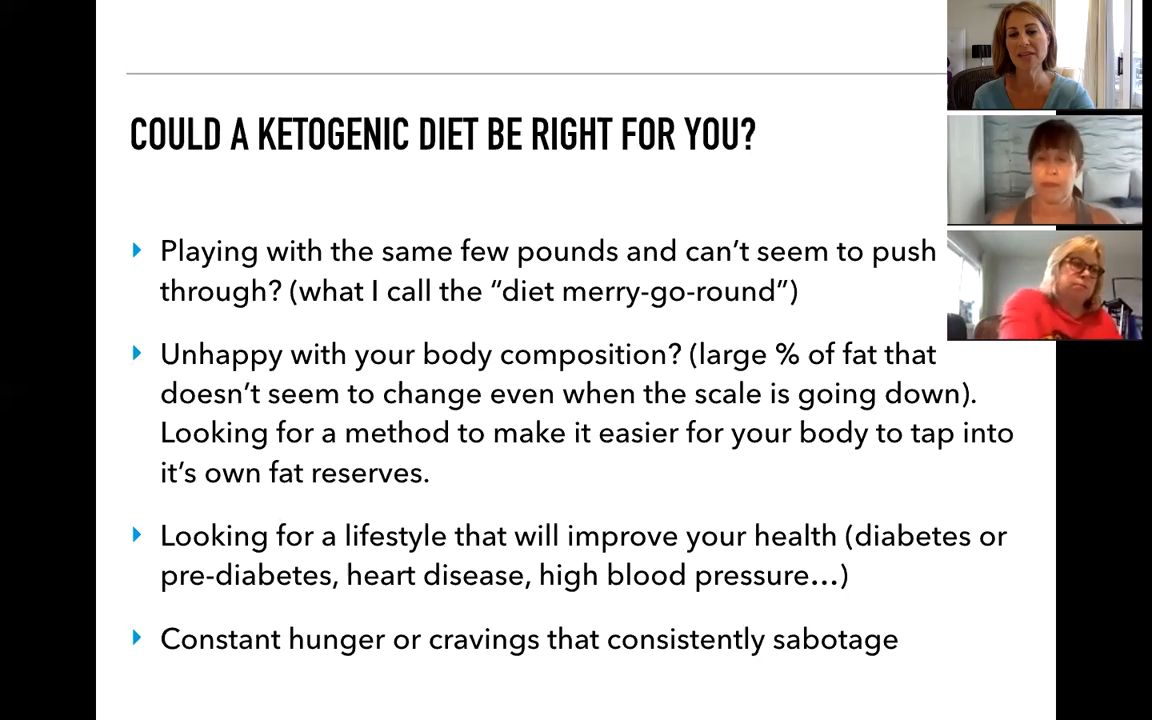 COULD A KETOGENIC DIET BE RIGHT FOR YOU?
Playing with the same few pounds and can’t seem to push
through? (what I call the “diet merry-go-round”)
Unhappy with your body composition? (large % of fat that
doesn’t seem to change even when the scale is going down).
Looking for a method to make it easier for your body to tap into
it’s own fat reserves.
Looking for a lifestyle that will improve your health (diabetes or
pre-diabetes, heart disease, high blood pressure…)
Constant hunger or cravings that consistently sabotage